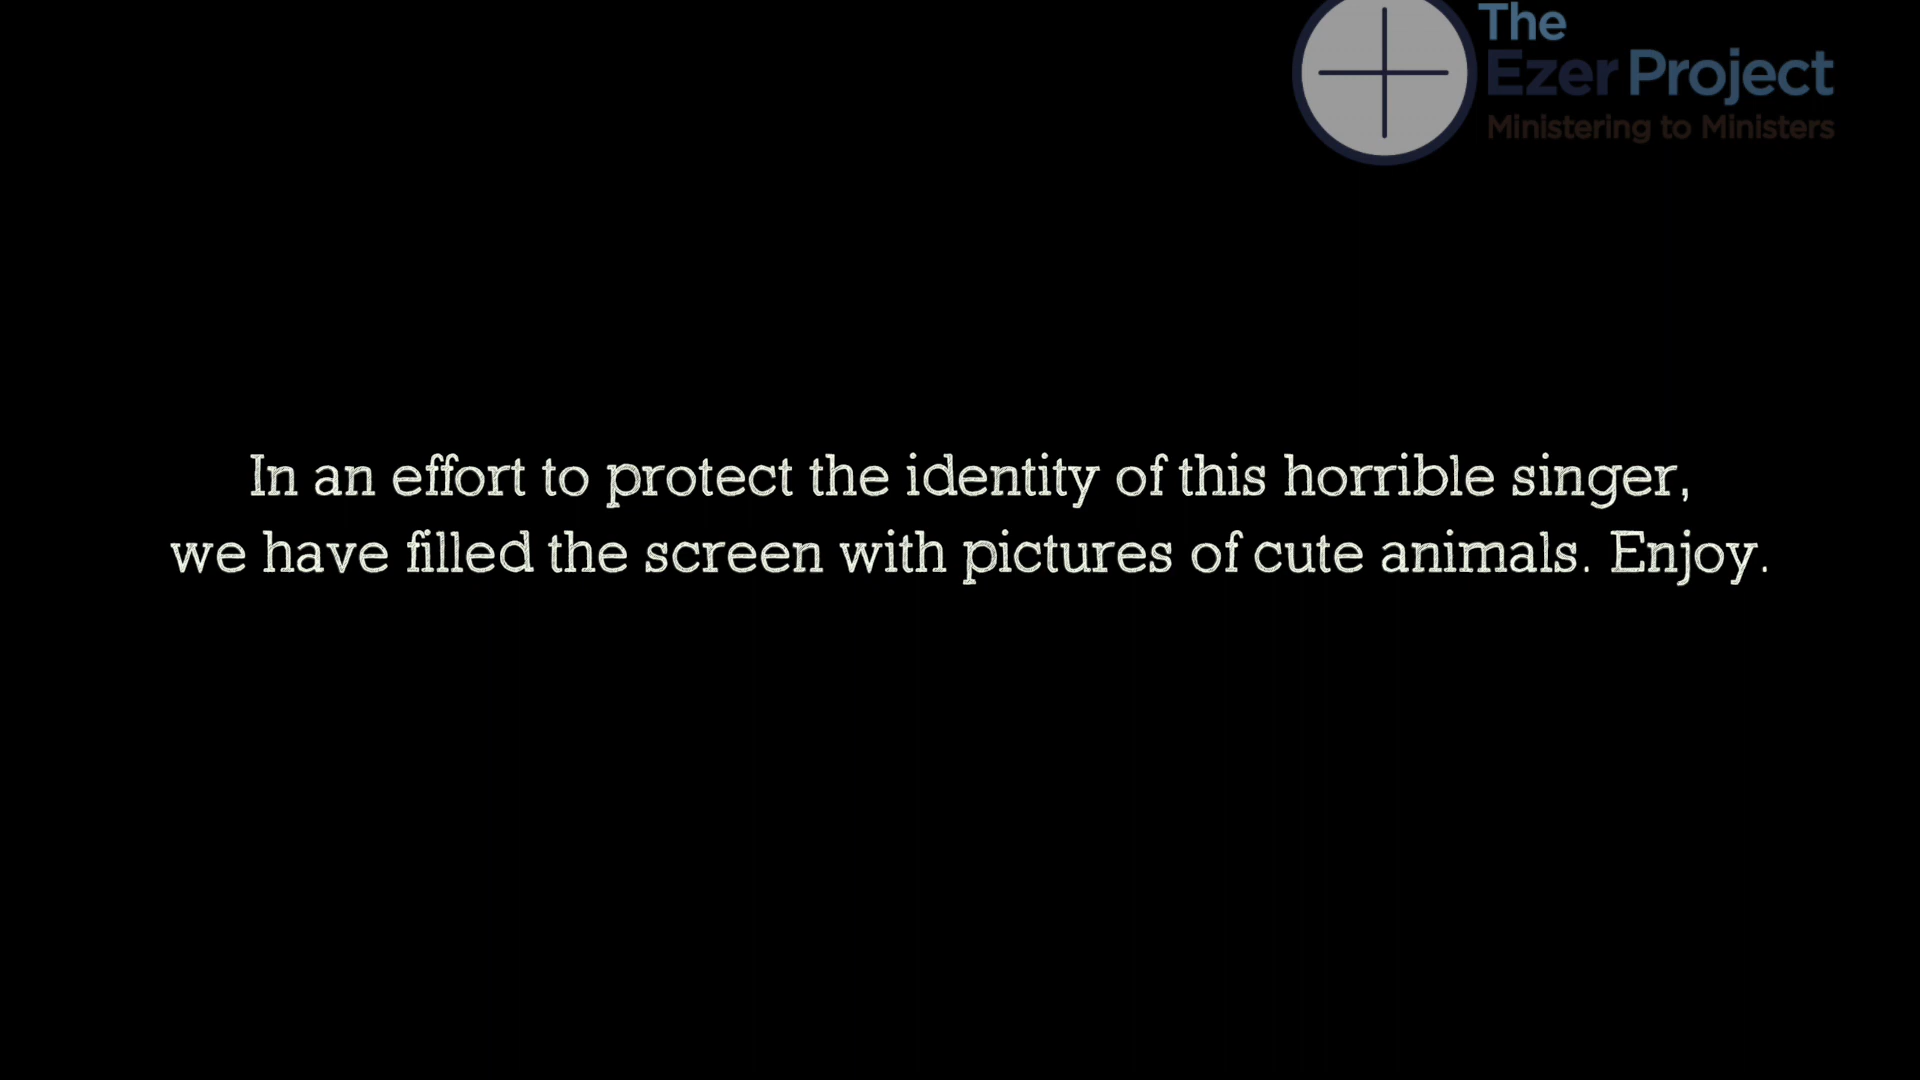 The
Ezer Project
Ministering to Ministers
In an effort to protect the identity of this horrible singer,
we have filled the screen with pictures of cute animals. Enjoy.